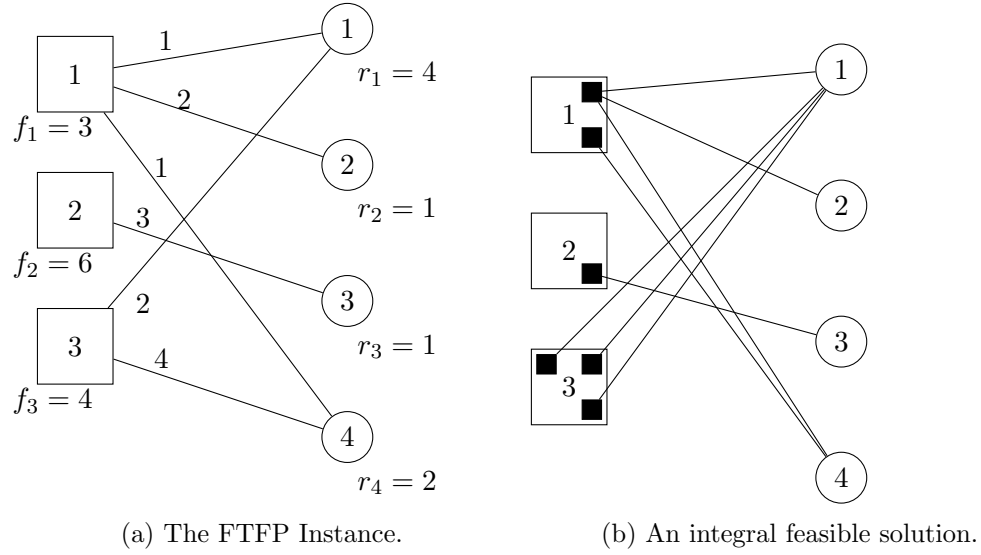 1
1
1
r₁ = 4
2
f₁ = 3
2
r₂ = 1
1
2
3
f₂ = 6
3
r₃ = 1
2
3
4
f₃ = 4
4
r₄ = 2
(a) The FTFP Instance.
1
1
2
2
3
3
4
(b) An integral feasible solution.